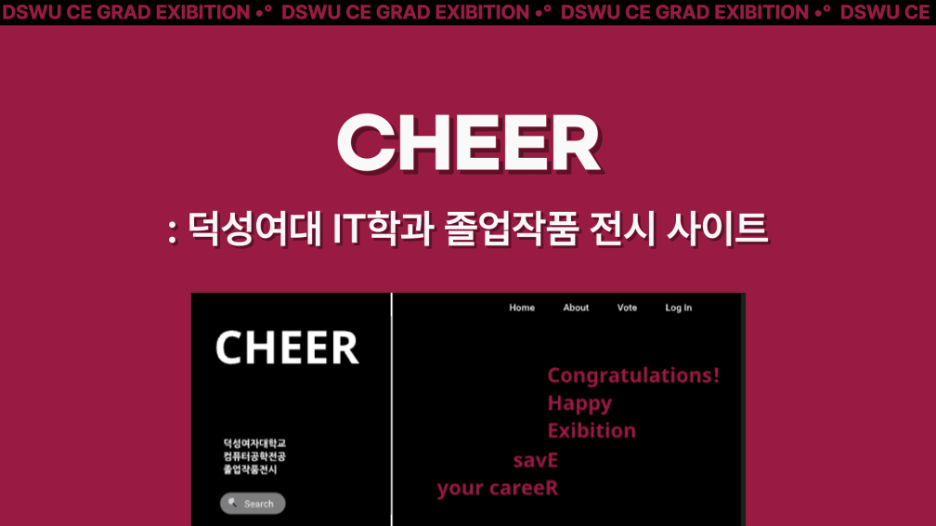 DSWU CE GRAD EXIBITION •° DSWU CE GRAD EXIBITION •° DSWU CE GRAD EXIBITION •° DSWU CE
CHEER
: 덕성여대 IT학과 졸업작품 전시 사이트
Home About Vote Log In
CHEER
덕성여자대학교
컴퓨터공학전공
졸업작품전시
Search
Congratulations!
Happy
Exibition
savE
your careeR